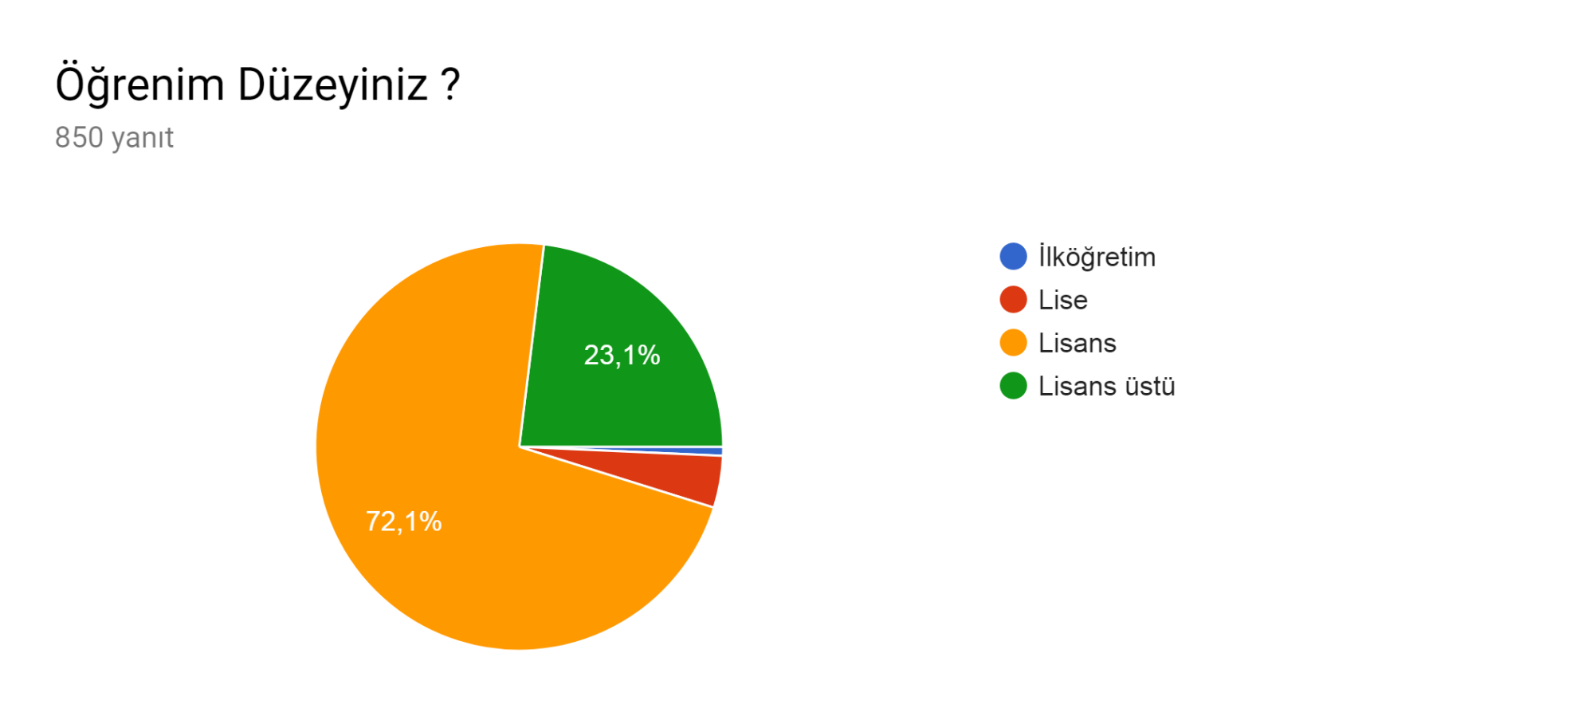 Öğrenim Düzeyiniz ?
850 yanıt
İlköğretim
Lise
Lisans
Lisans üstü
23,1%
72,1%